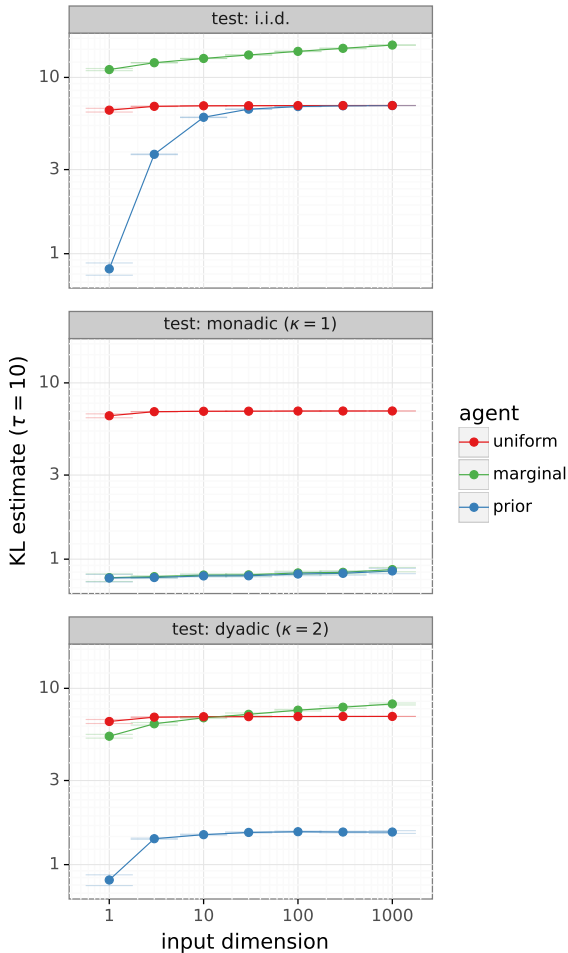 test: i.i.d.
10
3
1
test: monadic (κ = 1)
10
3
1
test: dyadic (κ = 2)
10
3
1
1 10 100 1000
input dimension
KL estimate (τ = 10)
agent
uniform
marginal
prior